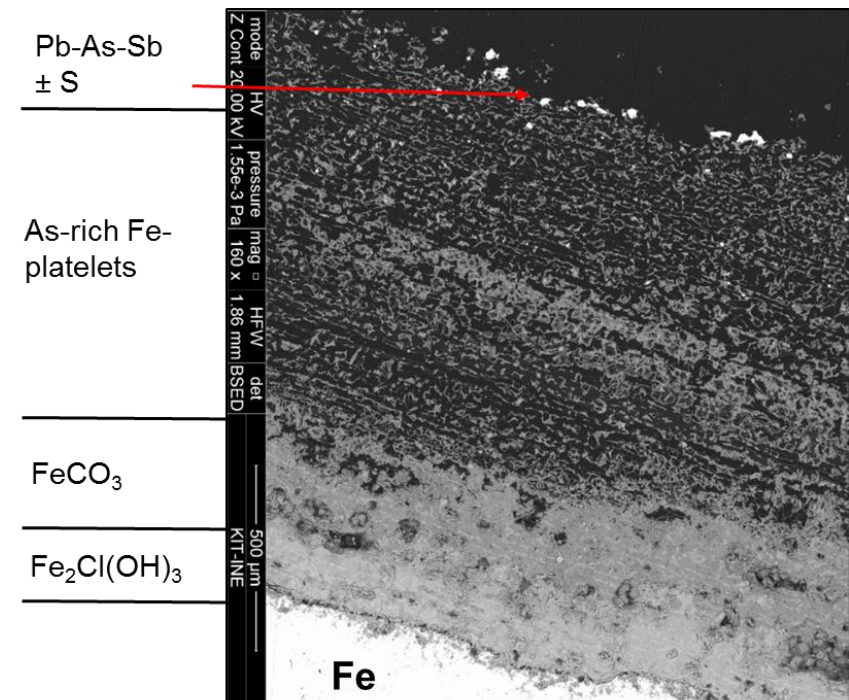 Pb-As-Sb
± S
As-rich Fe-
platelets
FeCO₃
Fe₂Cl(OH)₃
mode
Z Cont
HV
20.00 kV
pressure
1.55e-3 Pa
mag □
160 x
HFW
1.86 mm
det
BSED
500 µm
KIT-INE
Fe